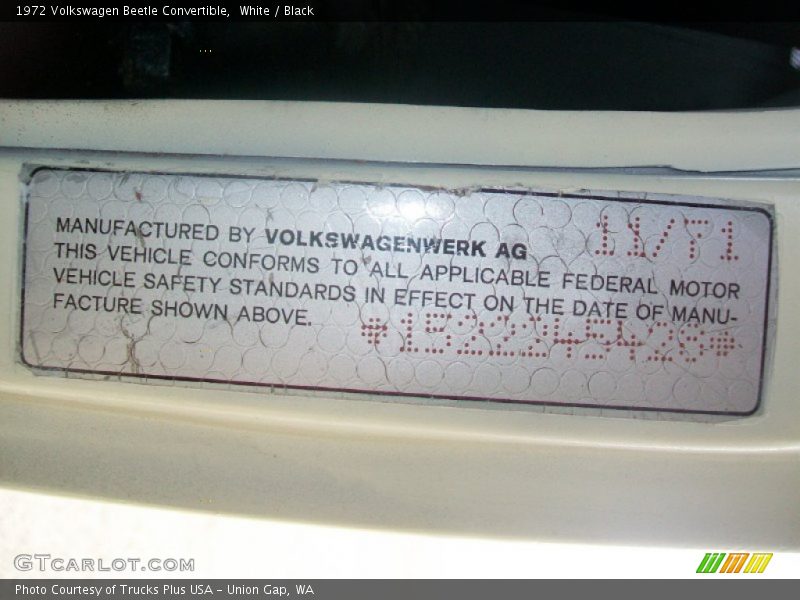 1972 Volkswagen Beetle Convertible,  White / Black
...
11/71
MANUFACTURED BY VOLKSWAGENWERK AG
THIS VEHICLE CONFORMS TO ALL APPLICABLE FEDERAL MOTOR
VEHICLE SAFETY STANDARDS IN EFFECT ON THE DATE OF MANU-
FACTURE SHOWN ABOVE.
*1522145428*
GTCARLOT.COM
Photo Courtesy of Trucks Plus USA - Union Gap, WA